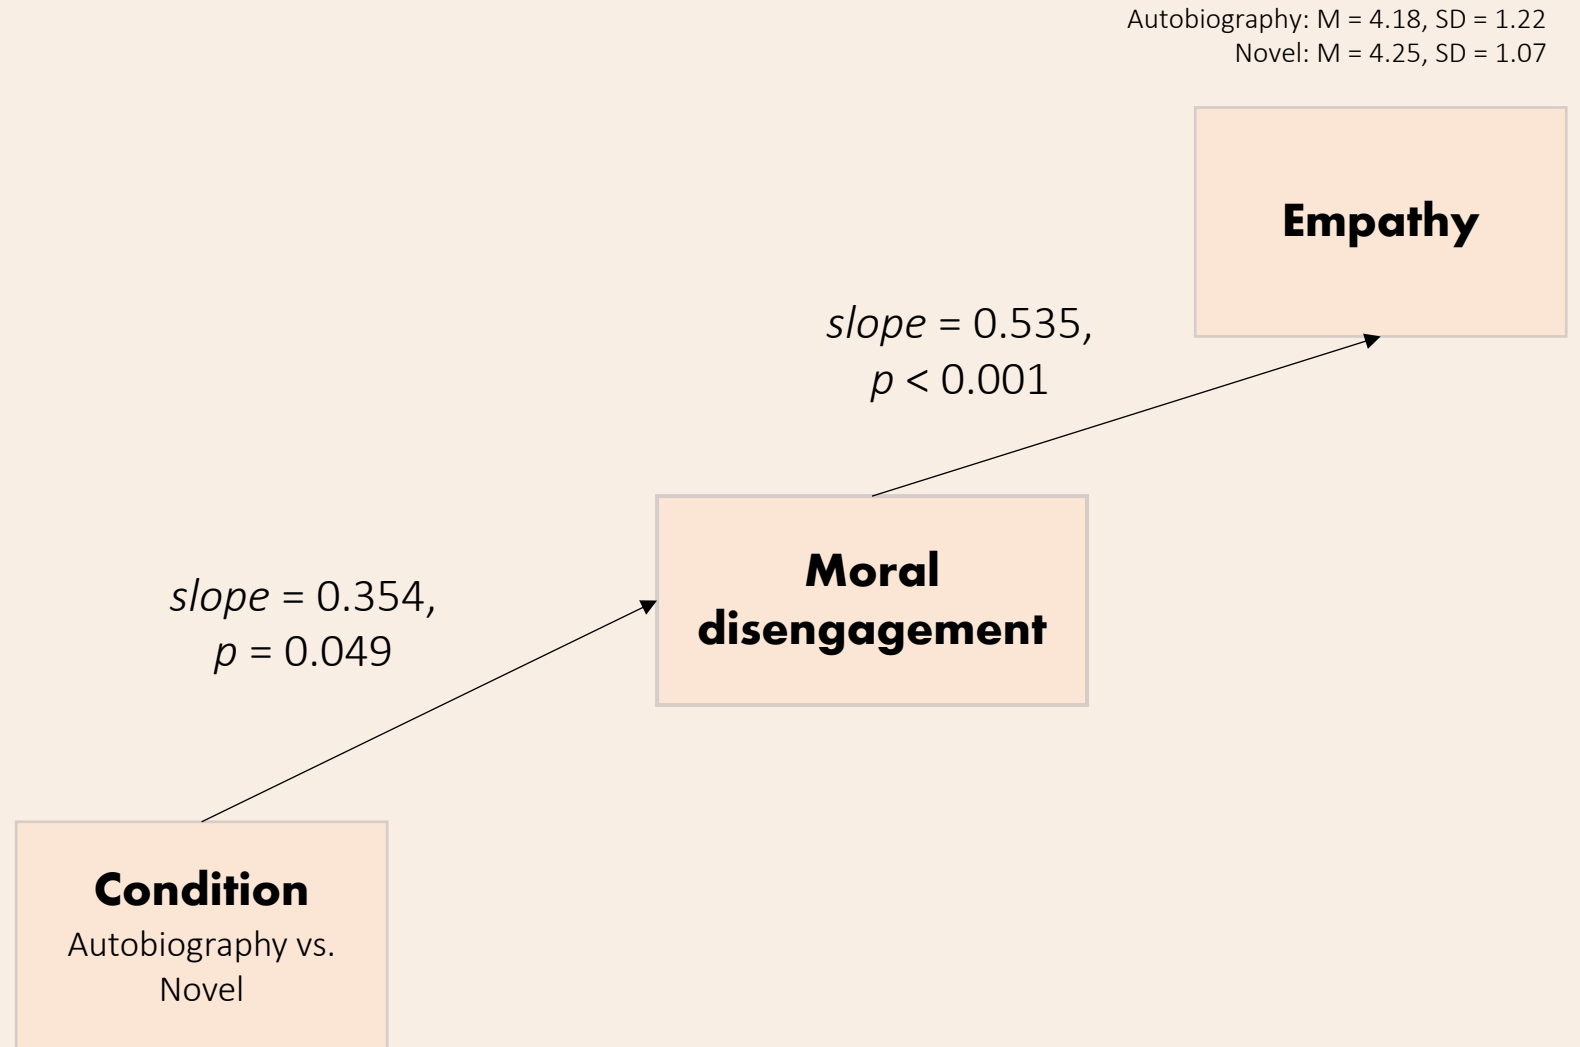 Autobiography: M = 4.18, SD = 1.22
Novel: M = 4.25, SD = 1.07
Empathy
slope = 0.535,
p < 0.001
Moral
disengagement
slope = 0.354,
p = 0.049
Condition
Autobiography vs.
Novel